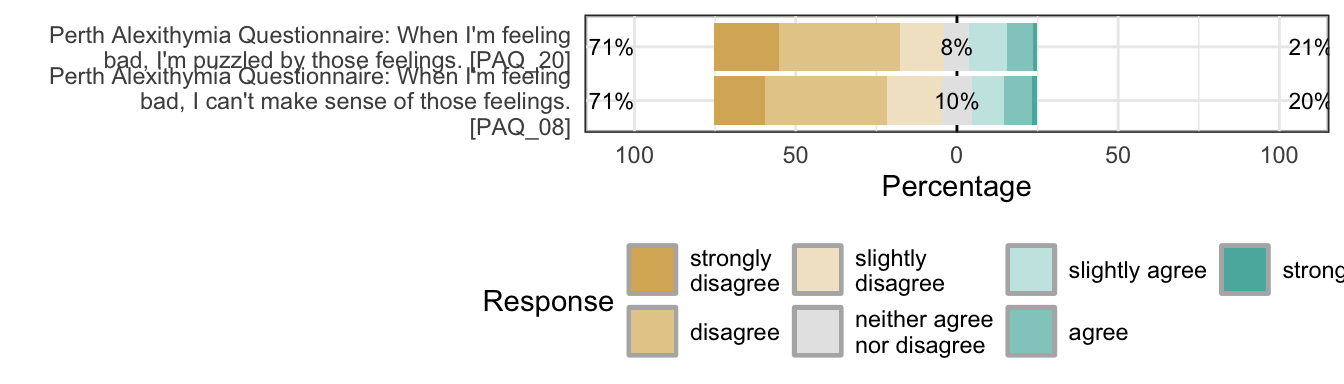 Perth Alexithymia Questionnaire: When I'm feeling
bad, I'm puzzled by those feelings. [PAQ_20]
71%
8%
21%
Perth Alexithymia Questionnaire: When I'm feeling
bad, I can't make sense of those feelings.
[PAQ_08]
71%
10%
20%
100
50
0
50
100
Percentage
Response
strongly
disagree
disagree
slightly
disagree
neither agree
nor disagree
slightly agree
agree
strong